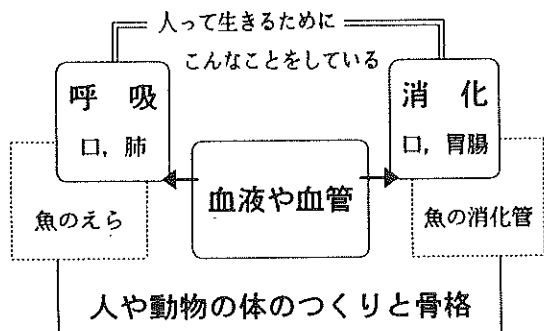 人って生きるために
こんなことをしている
呼 吸
口, 肺
消 化
口, 胃腸
血液や血管
魚のえら
魚の消化管
人や動物の体のつくりと骨格